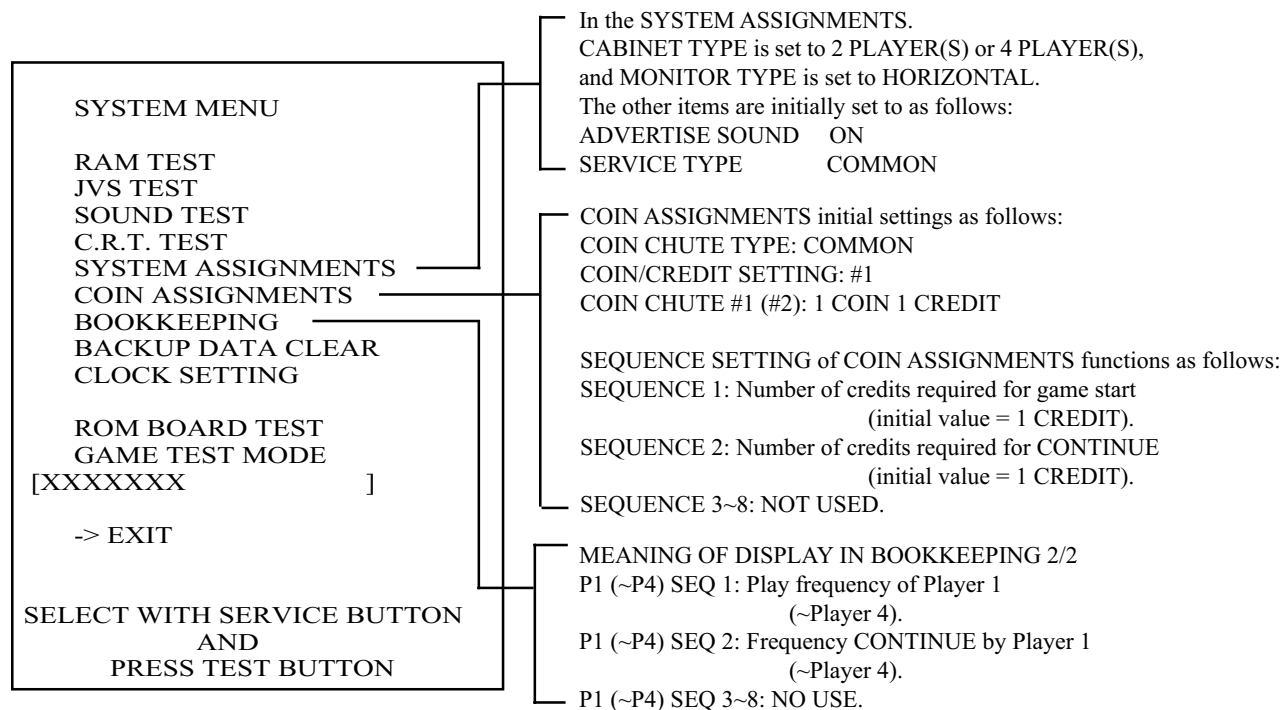 SYSTEM MENU
RAM TEST
JVS TEST
SOUND TEST
C.R.T. TEST
SYSTEM ASSIGNMENTS
COIN ASSIGNMENTS
BOOKKEEPING
BACKUP DATA CLEAR
CLOCK SETTING
ROM BOARD TEST
GAME TEST MODE
[XXXXXXX ]
-> EXIT
SELECT WITH SERVICE BUTTON
AND
PRESS TEST BUTTON
In the SYSTEM ASSIGNMENTS.
CABINET TYPE is set to 2 PLAYER(S) or 4 PLAYER(S),
and MONITOR TYPE is set to HORIZONTAL.
The other items are initially set to as follows:
ADVERTISE SOUND ON
SERVICE TYPE COMMON
COIN ASSIGNMENTS initial settings as follows:
COIN CHUTE TYPE: COMMON
COIN/CREDIT SETTING: #1
COIN CHUTE #1 (#2): 1 COIN 1 CREDIT
SEQUENCE SETTING of COIN ASSIGNMENTS functions as follows:
SEQUENCE 1: Number of credits required for game start
(initial value = 1 CREDIT).
SEQUENCE 2: Number of credits required for CONTINUE
(initial value = 1 CREDIT).
SEQUENCE 3~8: NOT USED.
MEANING OF DISPLAY IN BOOKKEEPING 2/2
P1 (~P4) SEQ 1: Play frequency of Player 1
(~Player 4).
P1 (~P4) SEQ 2: Frequency CONTINUE by Player 1
(~Player 4).
P1 (~P4) SEQ 3~8: NO USE.